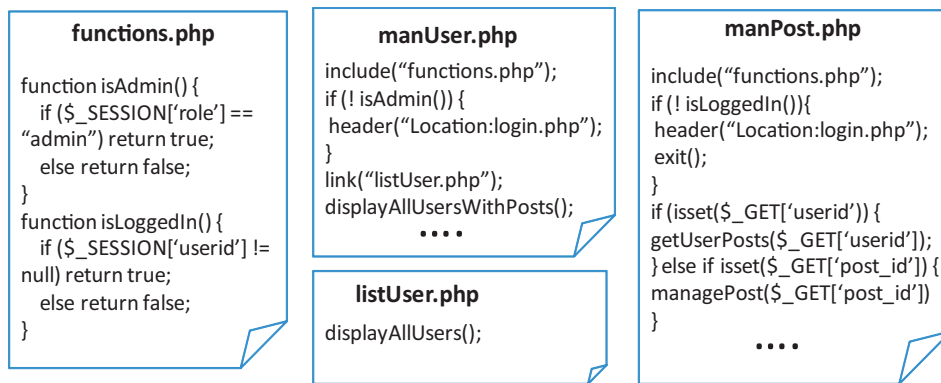 functions.php
function isAdmin() {
if ($_SESSION[‘role’] ==
“admin”) return true;
else return false;
}
function isLoggedIn() {
if ($_SESSION[‘userid’] !=
null) return true;
else return false;
}
manUser.php
include(“functions.php”);
if (! isAdmin()) {
header(“Location:login.php”);
}
link(“listUser.php”);
displayAllUsersWithPosts();
....
listUser.php
displayAllUsers();
manPost.php
include(“functions.php”);
if (! isLoggedIn()){
header(“Location:login.php”);
exit();
}
if (isset($_GET[‘userid’)) {
getUserPosts($_GET[‘userid’]);
} else if isset($_GET[‘post_id’]) {
managePost($_GET[‘post_id’])
}
....